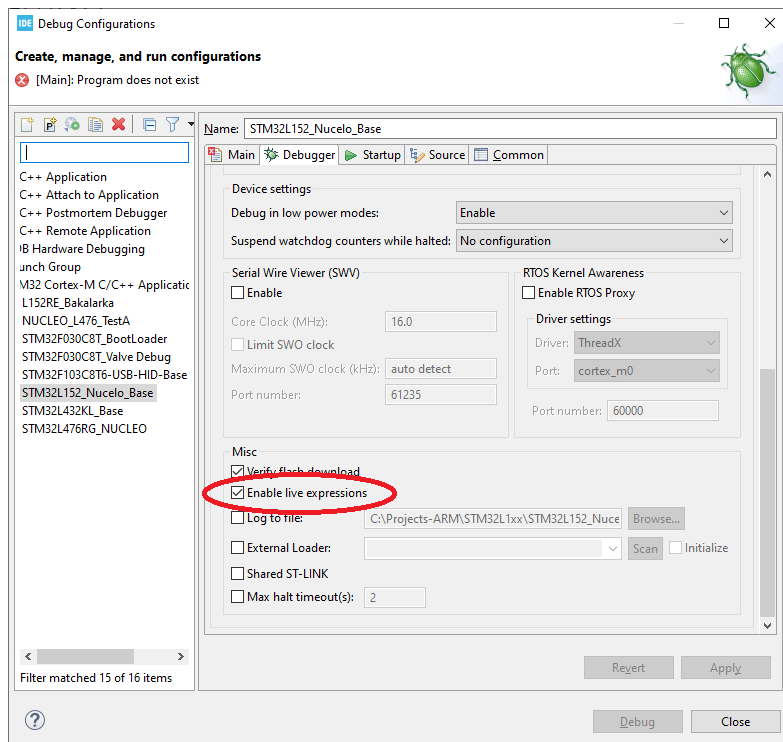 IDE Debug Configurations
Create, manage, and run configurations
[Main]: Program does not exist
Name: STM32L152_Nucelo_Base
Main Debugger Startup Source Common
C++ Application
C++ Attach to Application
C++ Postmortem Debugger
C++ Remote Application
DB Hardware Debugging
unch Group
M32 Cortex-M C/C++ Applicatio
L152RE_Bakalarka
NUCLEO_L476_TestA
STM32F030C8T_BootLoader
STM32F030C8T_Valve Debug
STM32F103C8T6-USB-HID-Base
STM32L152_Nucelo_Base
STM32L432KL_Base
STM32L476RG_NUCLEO
Filter matched 15 of 16 items
Device settings
Debug in low power modes: Enable
Suspend watchdog counters while halted: No configuration
Serial Wire Viewer (SWV)
Enable
Core Clock (MHz): 16.0
Limit SWO clock
Maximum SWO clock (kHz): auto detect
Port number: 61235
RTOS Kernel Awareness
Enable RTOS Proxy
Driver settings
Driver: ThreadX
Port: cortex_m0
Port number: 60000
Misc
Verify flash download
Enable live expressions
Log to file: C:\Projects-ARM\STM32L1xx\STM32L152_Nuce Browse...
External Loader: Scan Initialize
Shared ST-LINK
Max halt timeout(s): 2
Revert Apply
? Debug Close